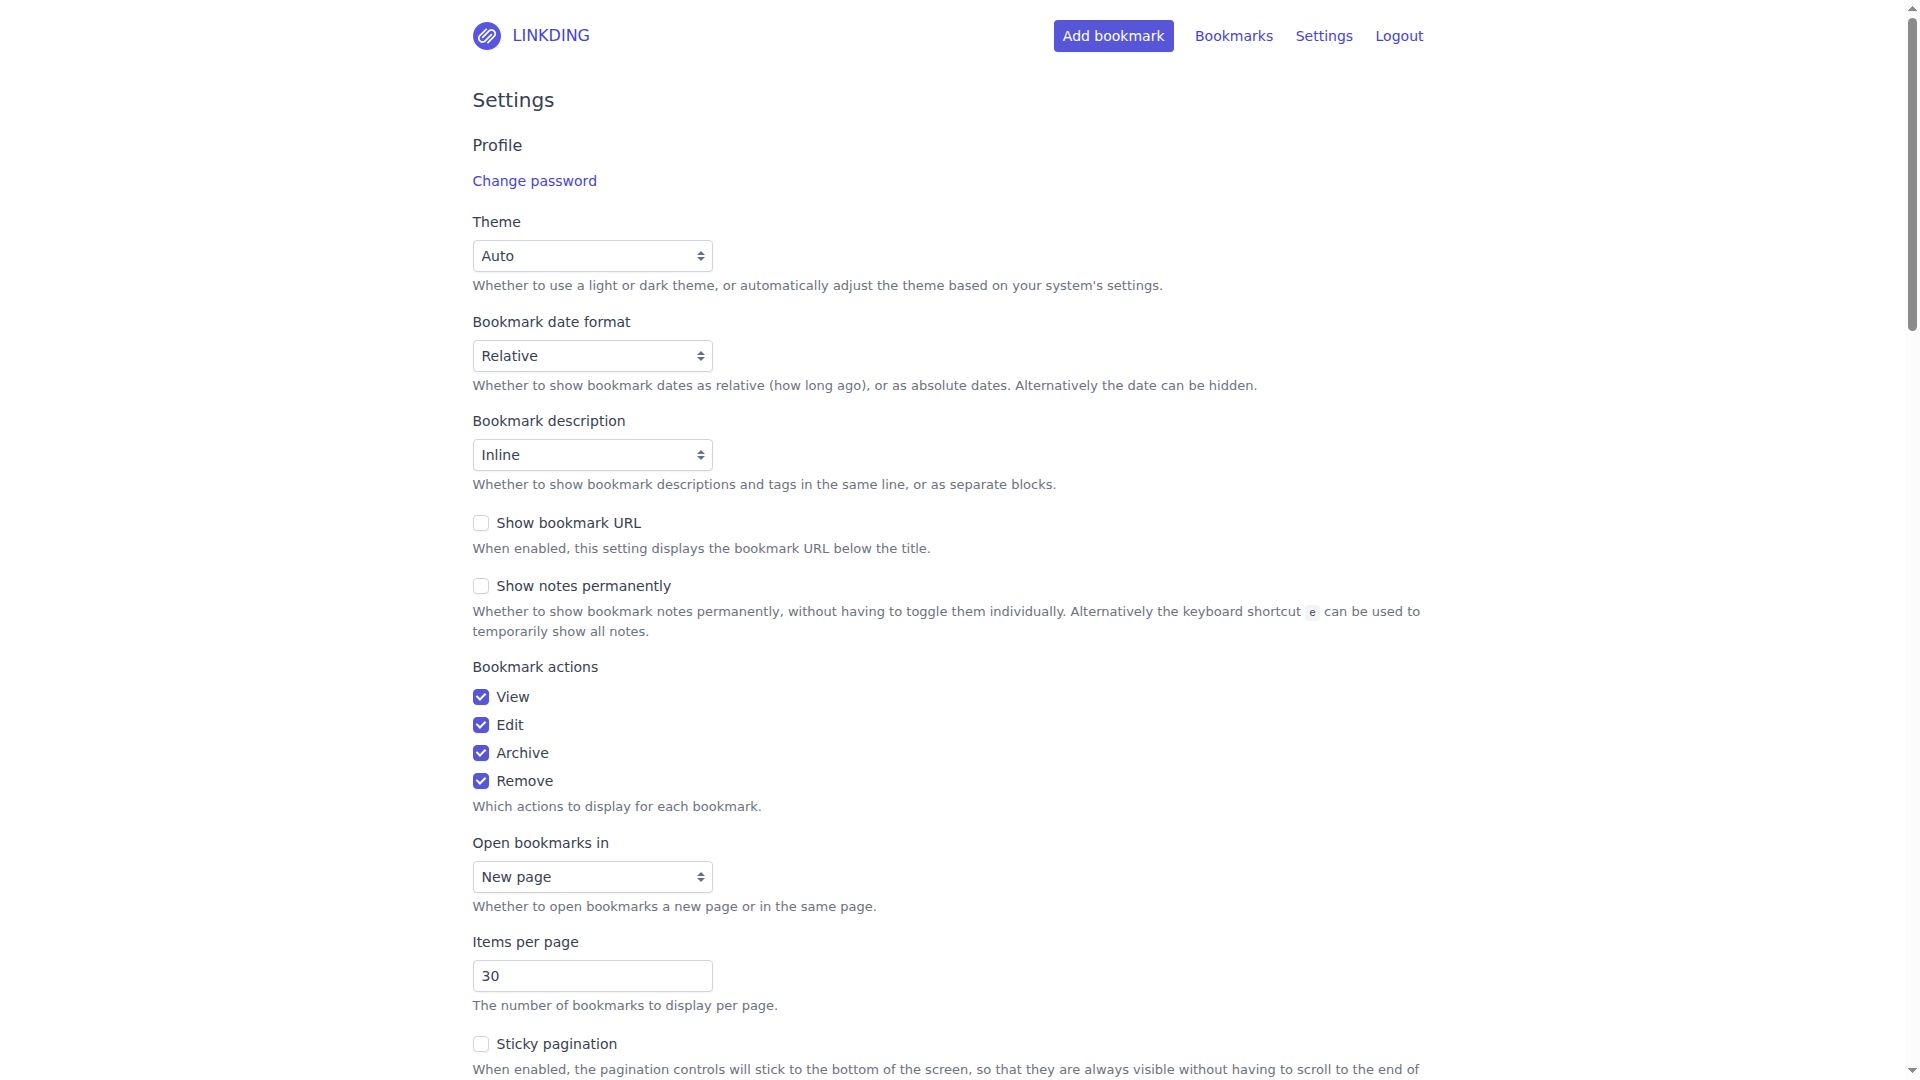 LINKDING
Add bookmark Bookmarks Settings Logout
Settings
Profile
Change password
Theme
Auto
Whether to use a light or dark theme, or automatically adjust the theme based on your system's settings.
Bookmark date format
Relative
Whether to show bookmark dates as relative (how long ago), or as absolute dates. Alternatively the date can be hidden.
Bookmark description
Inline
Whether to show bookmark descriptions and tags in the same line, or as separate blocks.
Show bookmark URL
When enabled, this setting displays the bookmark URL below the title.
Show notes permanently
Whether to show bookmark notes permanently, without having to toggle them individually. Alternatively the keyboard shortcut e can be used to
temporarily show all notes.
Bookmark actions
View
Edit
Archive
Remove
Which actions to display for each bookmark.
Open bookmarks in
New page
Whether to open bookmarks a new page or in the same page.
Items per page
30
The number of bookmarks to display per page.
Sticky pagination
When enabled, the pagination controls will stick to the bottom of the screen, so that they are always visible without having to scroll to the end of